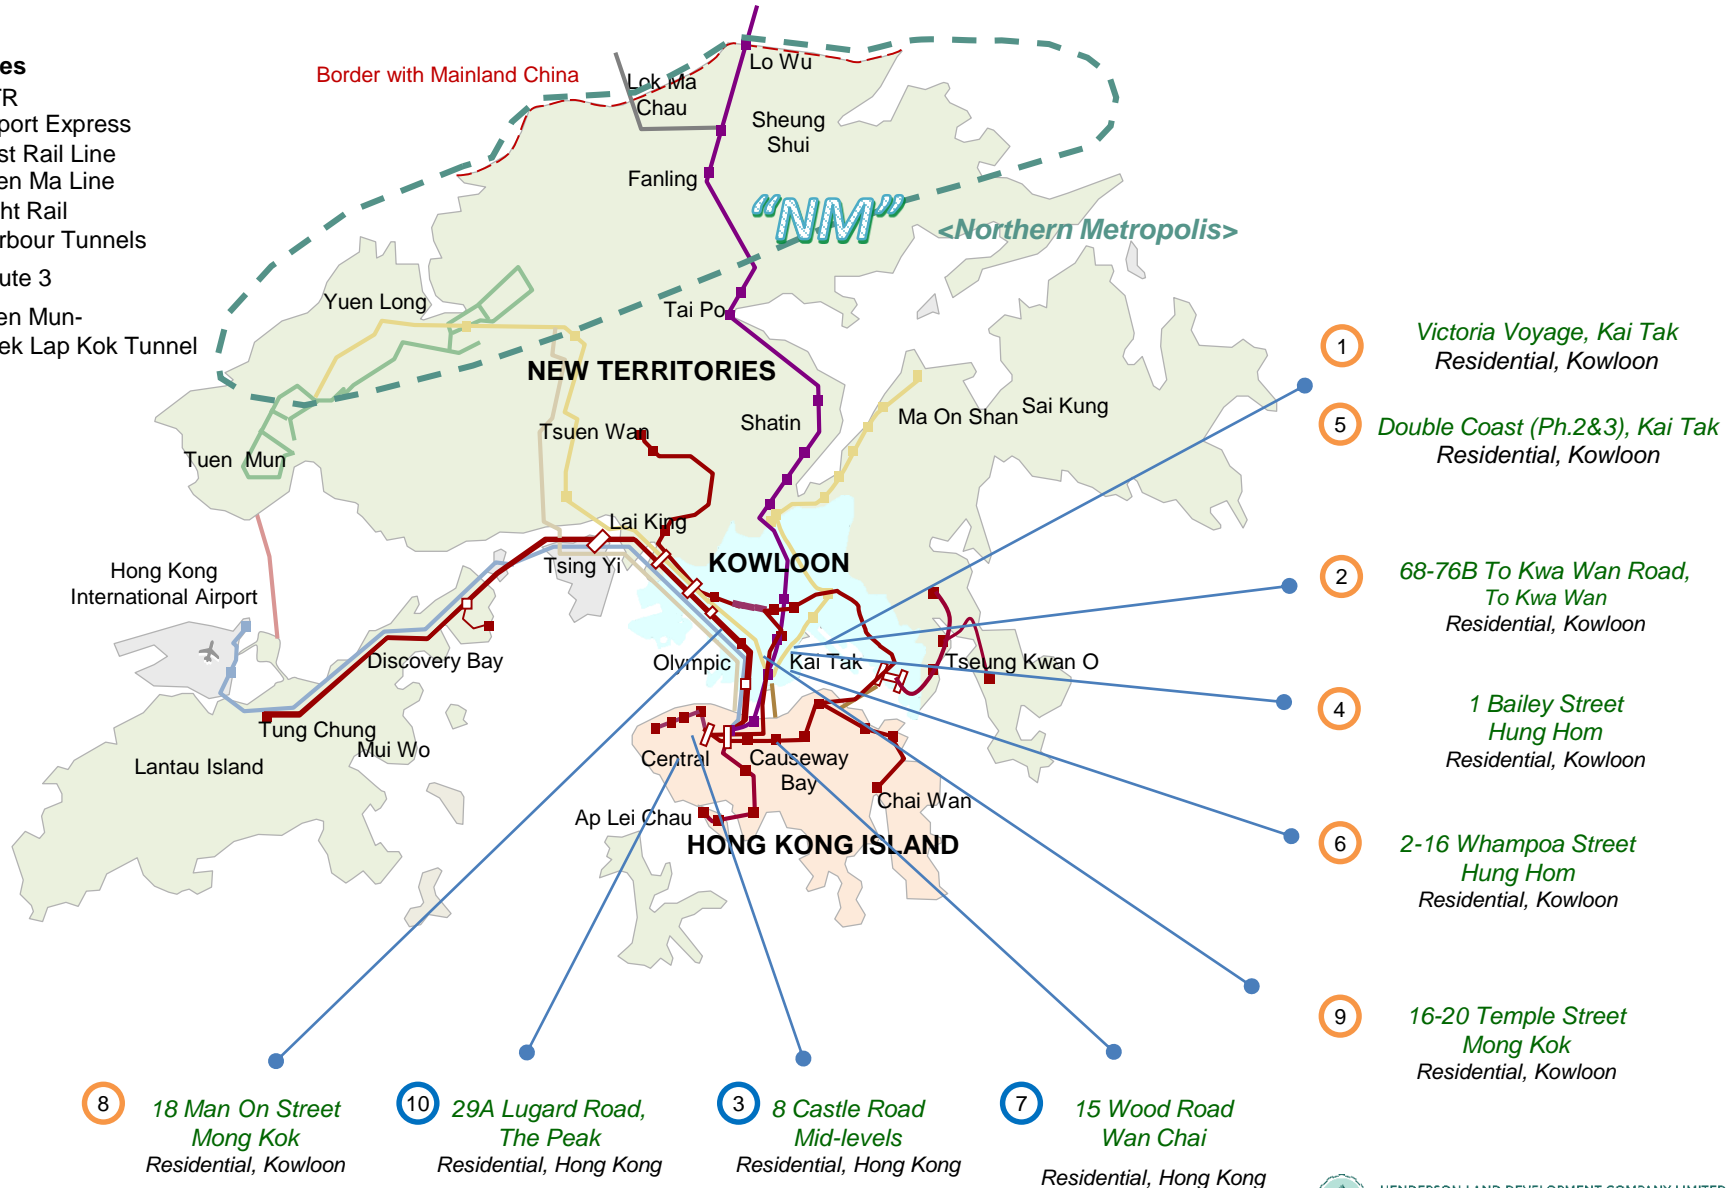 es
TR
port Express
st Rail Line
en Ma Line
ht Rail
rbour Tunnels
ute 3
en Mun-
ek Lap Kok Tunnel
Border with Mainland China
Lo Wu
Lok Ma
Chau
Sheung
Shui
Fanling
“NM”
<Northern Metropolis>
Yuen Long
Tai Po
NEW TERRITORIES
Shatin
Ma On Shan
Sai Kung
Tsuen Wan
Tuen Mun
Lai King
KOWLOON
Tsing Yi
Hong Kong
International Airport
Discovery Bay
Olympic
Kai Tak
Tseung Kwan O
Tung Chung
Mui Wo
Lantau Island
Central
Causeway
Bay
Chai Wan
Ap Lei Chau
HONG KONG ISLAND
1
Victoria Voyage, Kai Tak
Residential, Kowloon
5
Double Coast (Ph.2&3), Kai Tak
Residential, Kowloon
2
68-76B To Kwa Wan Road,
To Kwa Wan
Residential, Kowloon
4
1 Bailey Street
Hung Hom
Residential, Kowloon
6
2-16 Whampoa Street
Hung Hom
Residential, Kowloon
9
16-20 Temple Street
Mong Kok
Residential, Kowloon
8
18 Man On Street
Mong Kok
Residential, Kowloon
10
29A Lugard Road,
The Peak
Residential, Hong Kong
3
8 Castle Road
Mid-levels
Residential, Hong Kong
7
15 Wood Road
Wan Chai
Residential, Hong Kong
HENDERSON LAND DEVELOPMENT COMPANY LIMITED